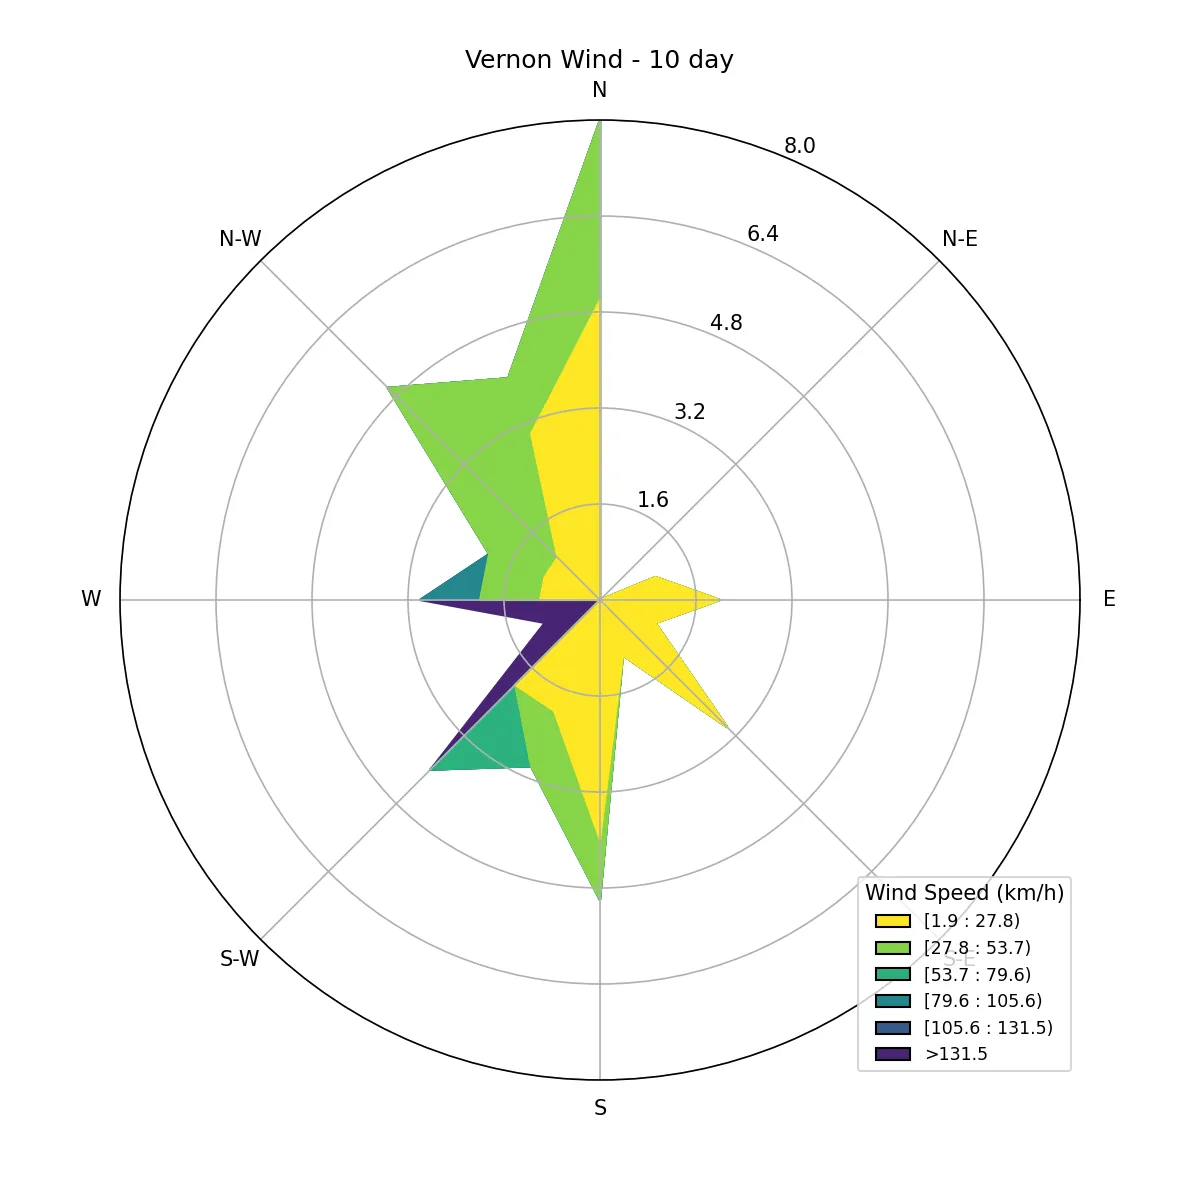 Vernon Wind - 10 day
N
8.0
N-W
6.4
N-E
4.8
3.2
1.6
W
E
S-W
S-E
S
Wind Speed (km/h)
[1.9 : 27.8)
[27.8 : 53.7)
[53.7 : 79.6)
[79.6 : 105.6)
[105.6 : 131.5)
>131.5